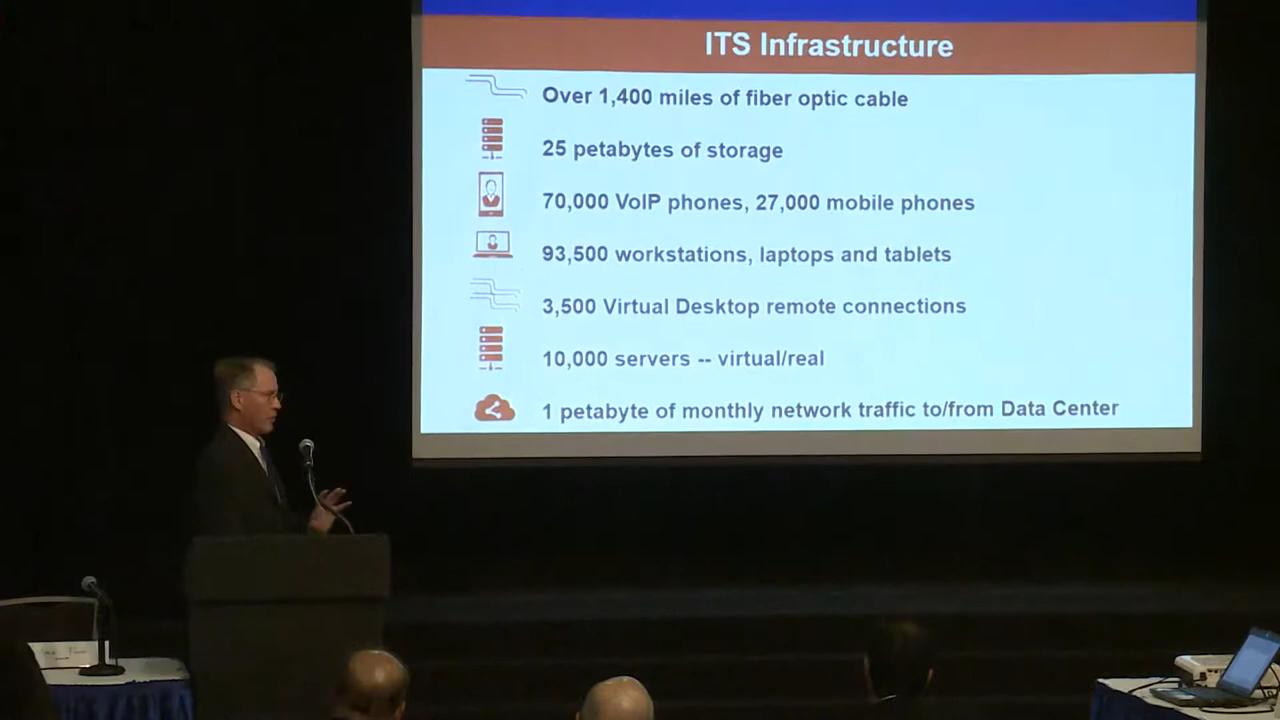 ITS Infrastructure
Over 1,400 miles of fiber optic cable
25 petabytes of storage
70,000 VoIP phones, 27,000 mobile phones
93,500 workstations, laptops and tablets
3,500 Virtual Desktop remote connections
10,000 servers -- virtual/real
1 petabyte of monthly network traffic to/from Data Center